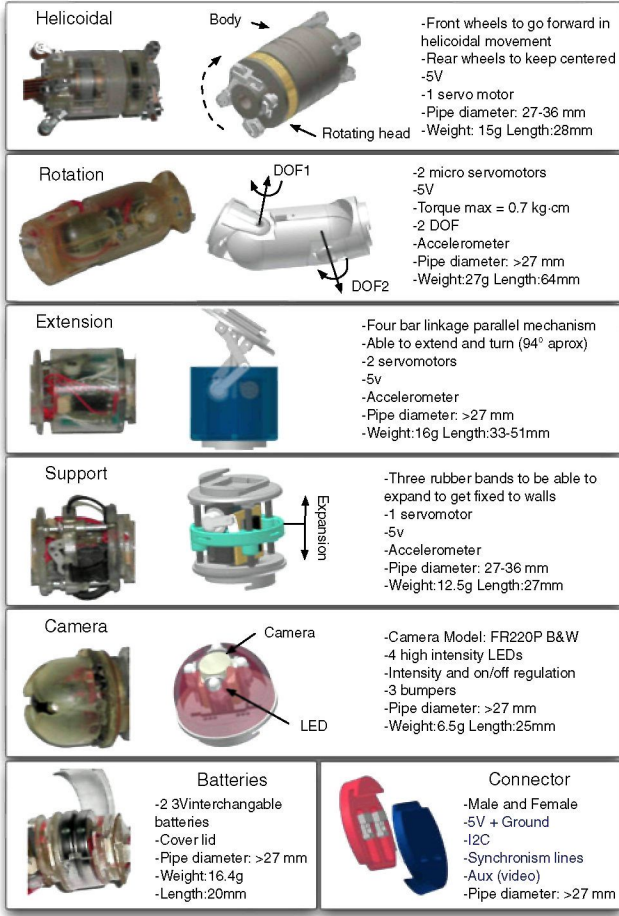 Helicoidal
Body
Rotating head
-Front wheels to go forward in
helicoidal movement
-Rear wheels to keep centered
-5V
-1 servo motor
-Pipe diameter: 27-36 mm
-Weight: 15g Length:28mm
Rotation
DOF1
DOF2
-2 micro servomotors
-5V
-Torque max = 0.7 kg·cm
-2 DOF
-Accelerometer
-Pipe diameter: >27 mm
-Weight:27g Length:64mm
Extension
-Four bar linkage parallel mechanism
-Able to extend and turn (94º aprox)
-2 servomotors
-5v
-Accelerometer
-Pipe diameter: >27 mm
-Weight:16g Length:33-51mm
Support
Expansion
-Three rubber bands to be able to
expand to get fixed to walls
-1 servomotor
-5v
-Accelerometer
-Pipe diameter: 27-36 mm
-Weight:12.5g Length:27mm
Camera
Camera
LED
-Camera Model: FR220P B&W
-4 high intensity LEDs
-Intensity and on/off regulation
-3 bumpers
-Pipe diameter: >27 mm
-Weight:6.5g Length:25mm
Batteries
-2 3Vinterchangable
batteries
-Cover lid
-Pipe diameter: >27 mm
-Weight:16.4g
-Length:20mm
Connector
-Male and Female
-5V + Ground
-I2C
-Synchronism lines
-Aux (video)
-Pipe diameter: >27 mm